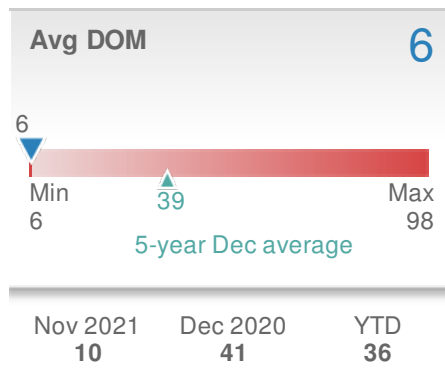 Avg DOM 6
6
Min Max
39
6 98
5-year Dec average
Nov 2021 Dec 2020 YTD
10 41 36